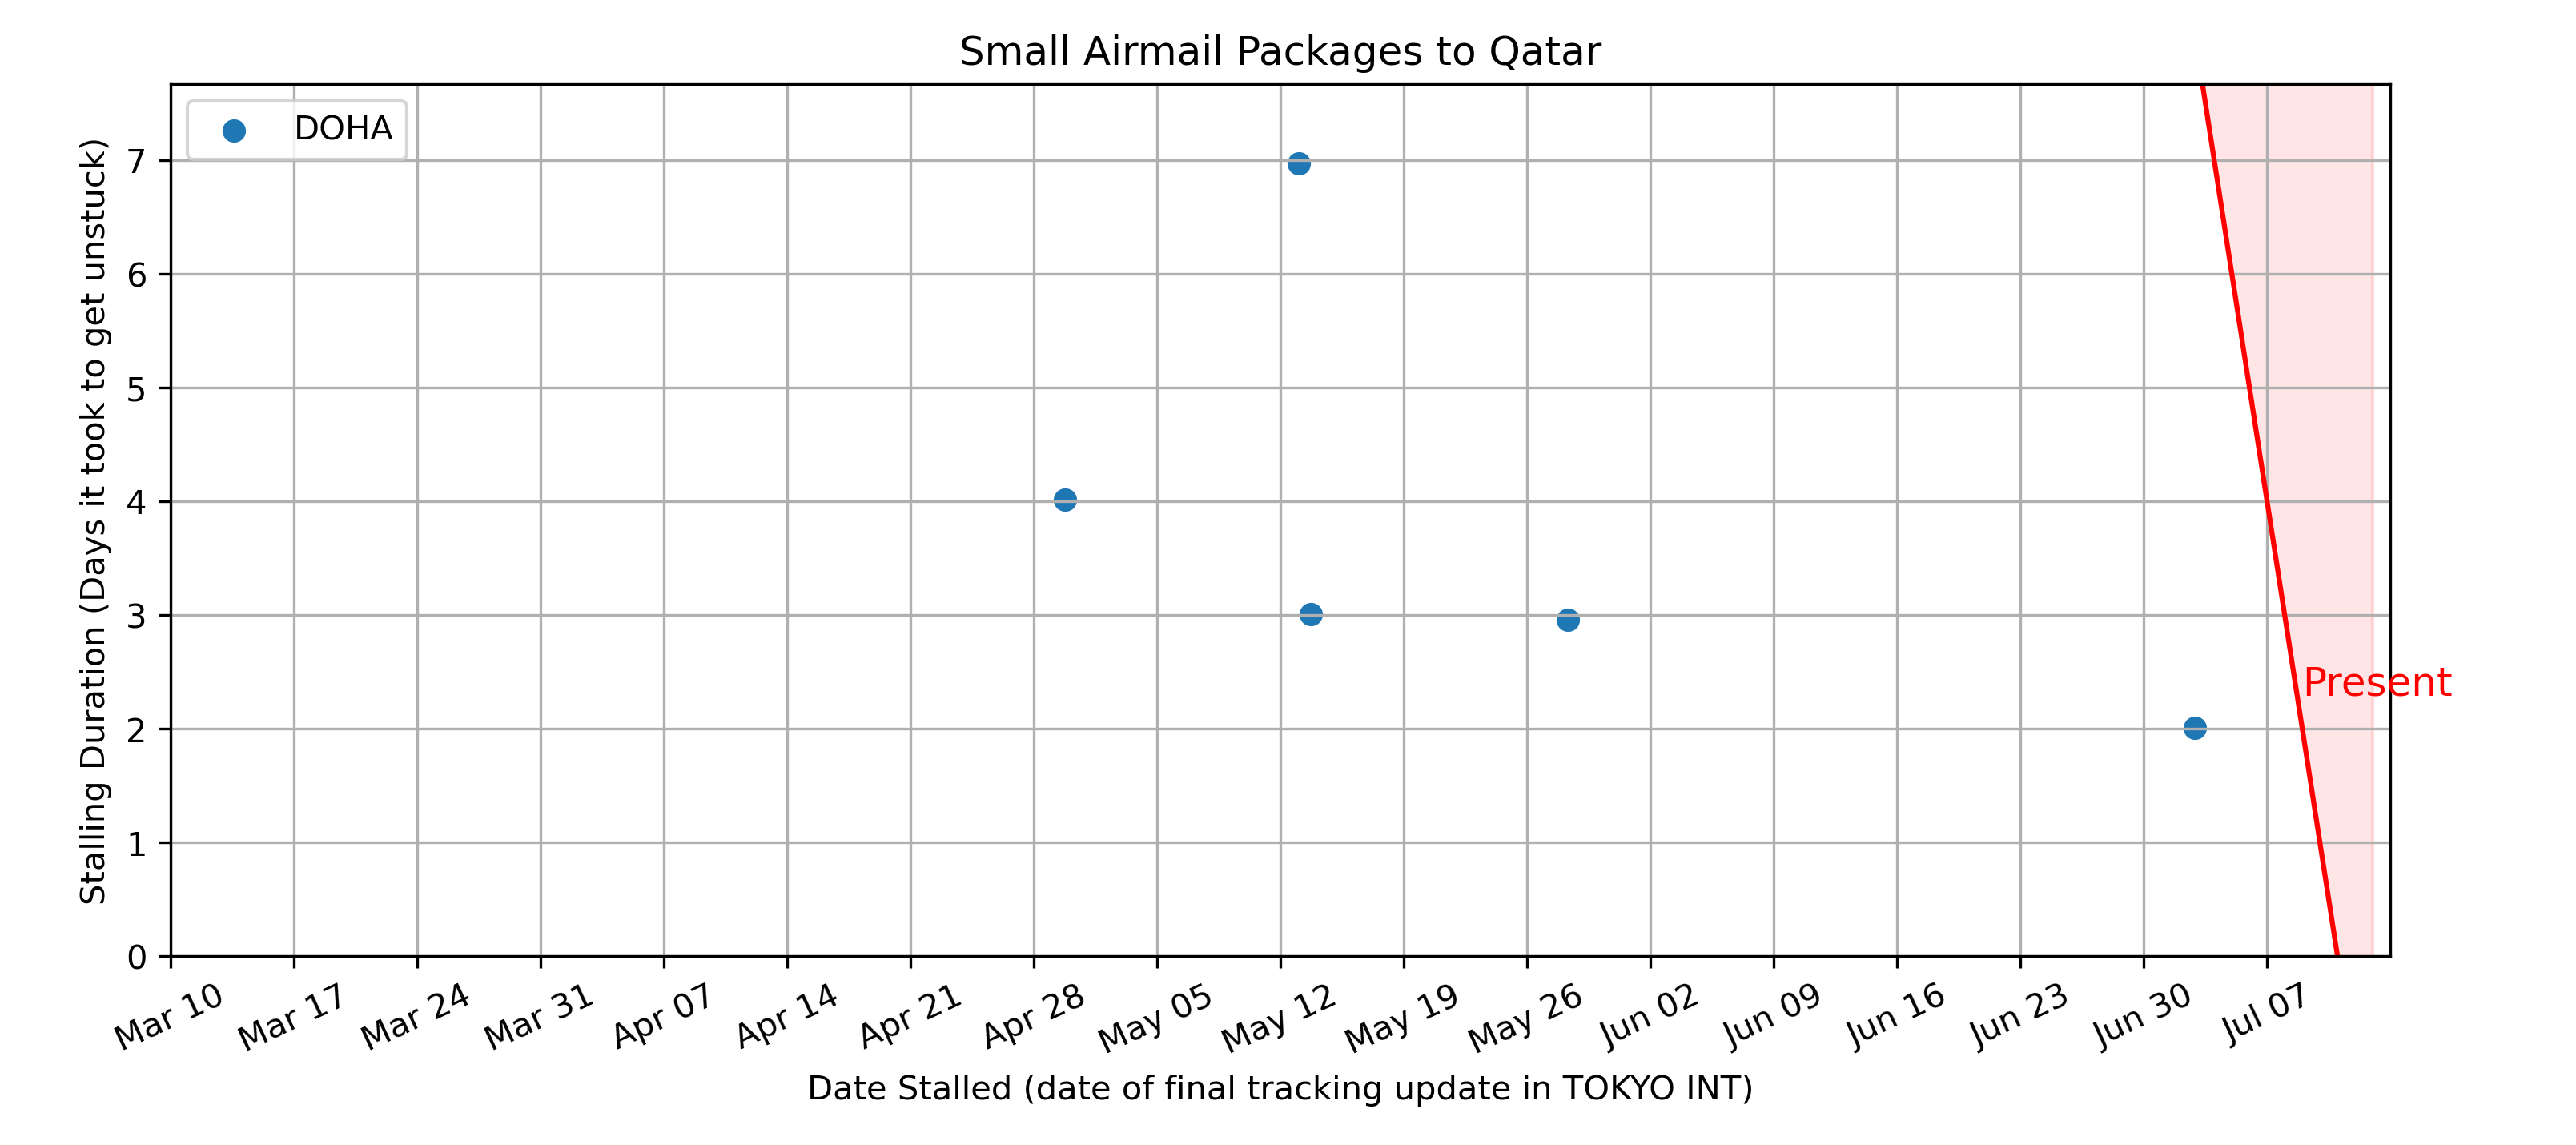 Small Airmail Packages to Qatar
DOHA
Stalling Duration (Days it took to get unstuck)
7
6
5
4
3
2
1
0
Present
Mar 10
Mar 17
Mar 24
Mar 31
Apr 07
Apr 14
Apr 21
Apr 28
May 05
May 12
May 19
May 26
Jun 02
Jun 09
Jun 16
Jun 23
Jun 30
Jul 07
Date Stalled (date of final tracking update in TOKYO INT)